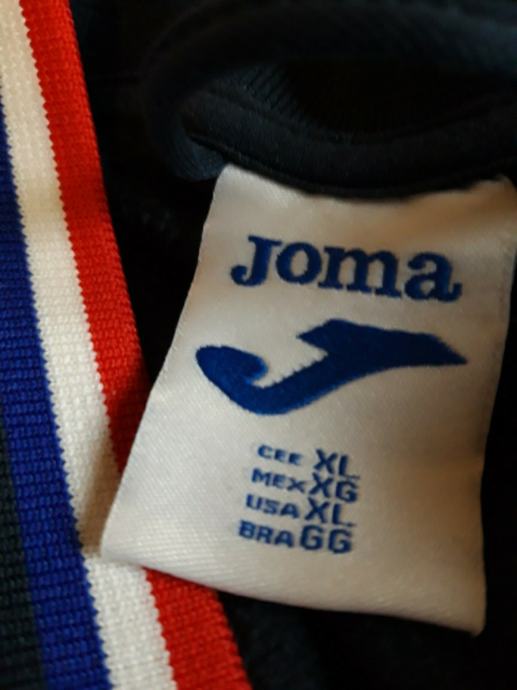 Joma
CEE XL
MEX XG
USA XL
BRA GG